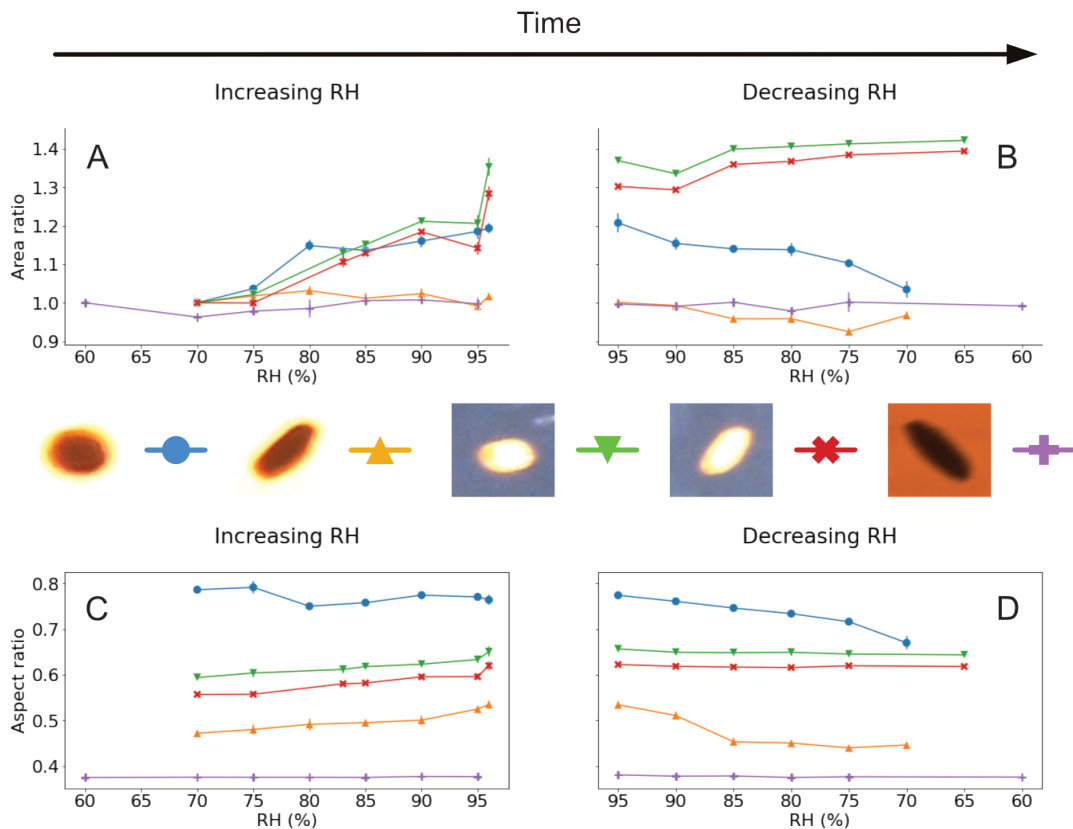 Time
Increasing RH
Decreasing RH
A
B
Area ratio
1.4
1.3
1.2
1.1
1.0
0.9
60 65 70 75 80 85 90 95
95 90 85 80 75 70 65 60
RH (%)
RH (%)
Increasing RH
Decreasing RH
C
D
Aspect ratio
0.8
0.7
0.6
0.5
0.4
60 65 70 75 80 85 90 95
95 90 85 80 75 70 65 60
RH (%)
RH (%)